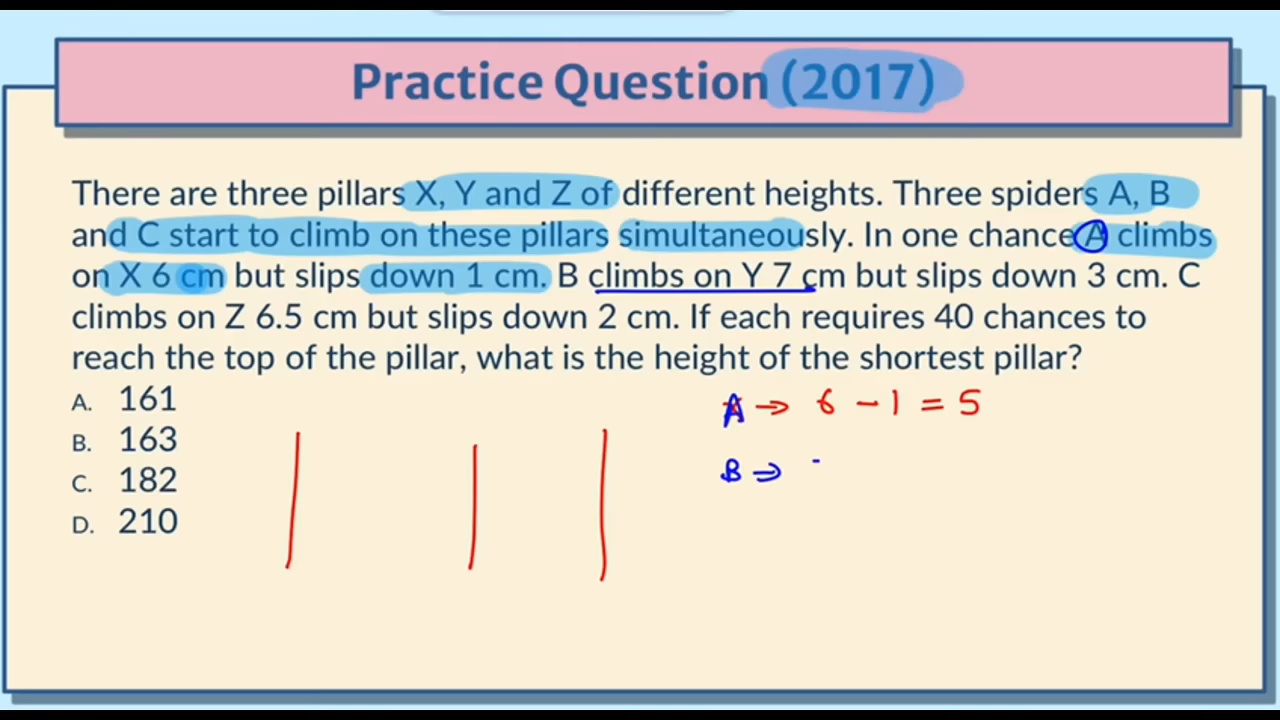 Practice Question (2017)
There are three pillars X, Y and Z of different heights. Three spiders A, B
and C start to climb on these pillars simultaneously. In one chance A climbs
on X 6 cm but slips down 1 cm. B climbs on Y 7 cm but slips down 3 cm. C
climbs on Z 6.5 cm but slips down 2 cm. If each requires 40 chances to
reach the top of the pillar, what is the height of the shortest pillar?
A. 161
B. 163
C. 182
D. 210
A → 6 - 1 = 5
B ⇒